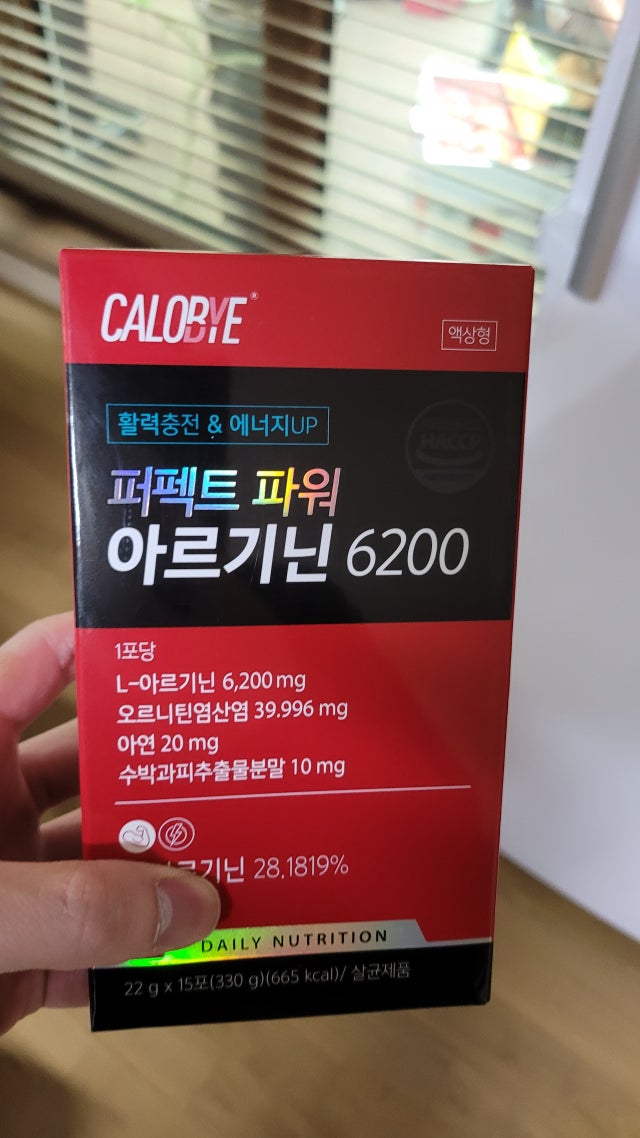 CALOBYE®
액상형
활력충전 & 에너지UP
HACCP
퍼펙트 파워
아르기닌 6200
1포당
L-아르기닌 6,200 mg
오르니틴염산염 39.996 mg
아연 20 mg
수박과피추출물분말 10 mg
28.1819%
DAILY NUTRITION
22 g x 15포(330 g)(665 kcal)/ 살균제품